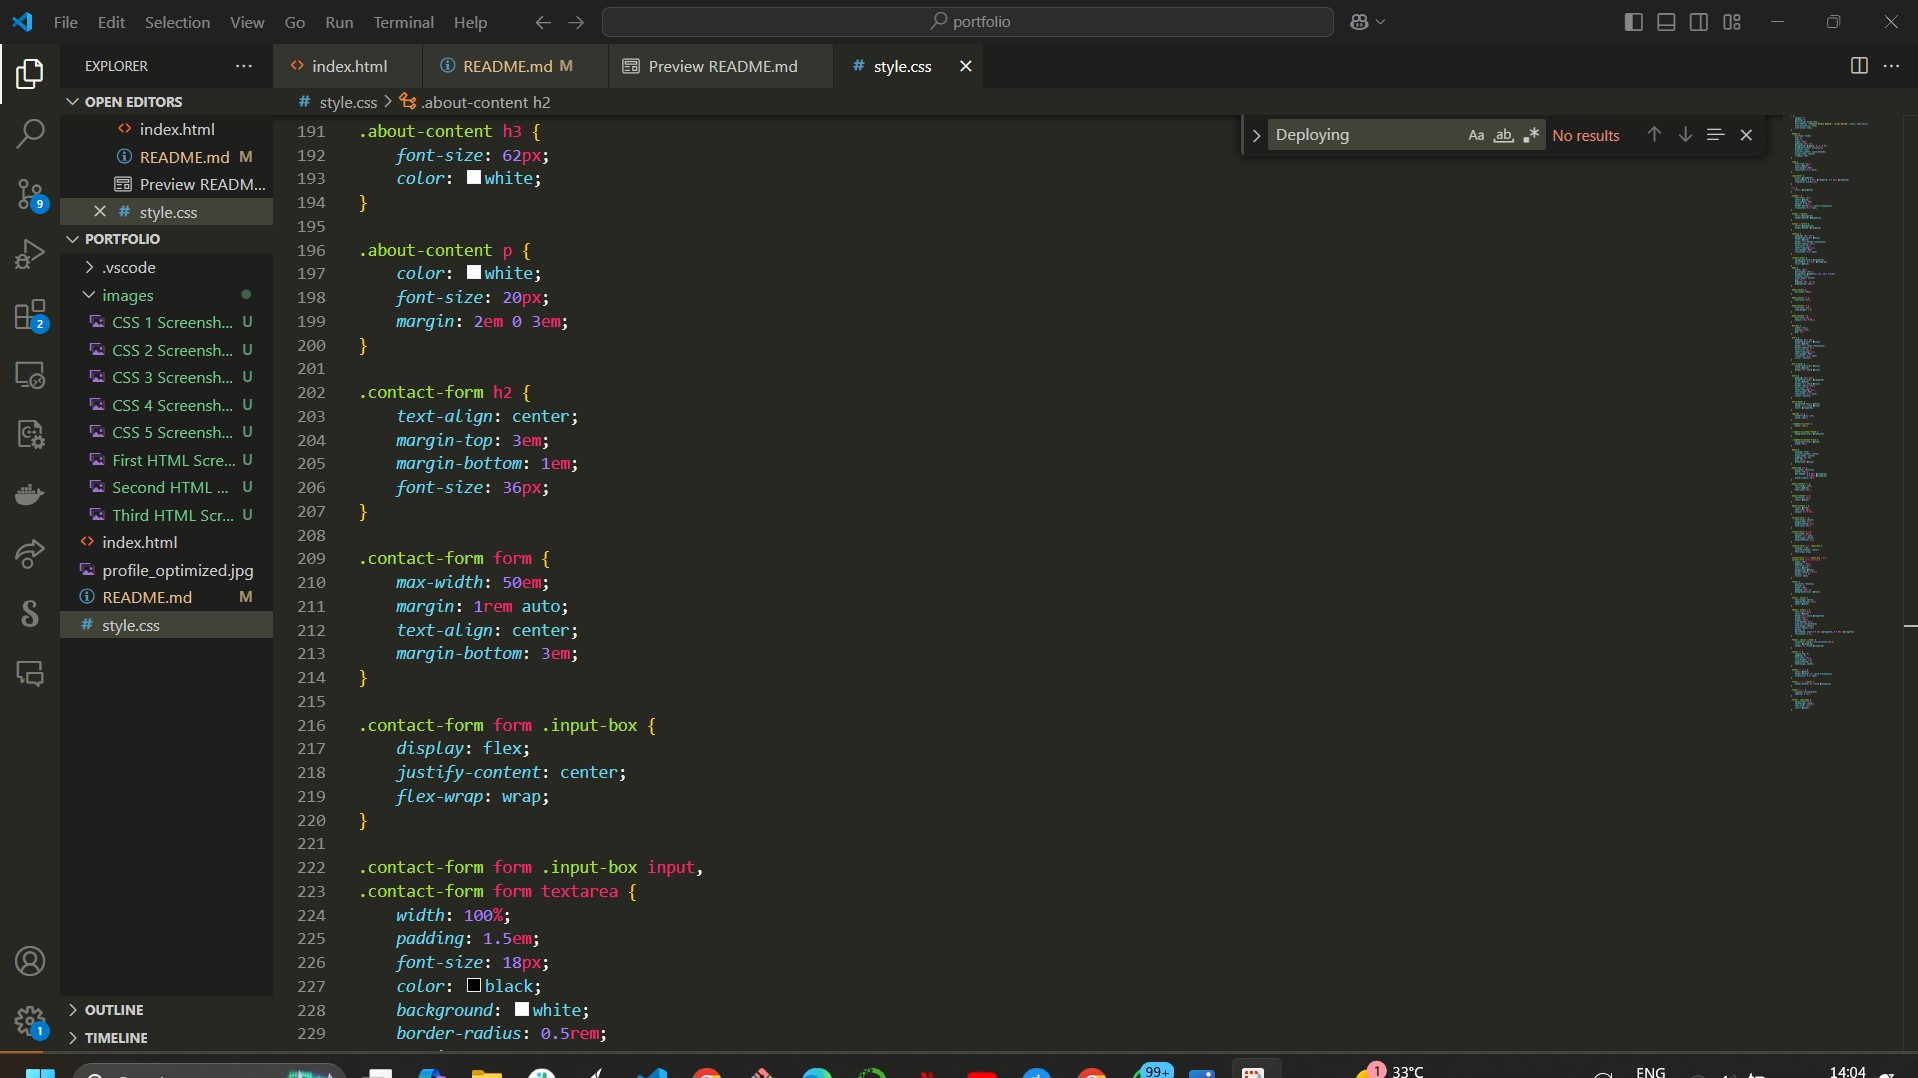 File Edit Selection View Go Run Terminal Help
portfolio
EXPLORER
index.html
README.md M
Preview README.md
style.css
OPEN EDITORS
index.html
README.md M
Preview READM...
style.css
PORTFOLIO
.vscode
images
CSS 1 Screensh... U
CSS 2 Screensh... U
CSS 3 Screensh... U
CSS 4 Screensh... U
CSS 5 Screensh... U
First HTML Scre... U
Second HTML ... U
Third HTML Scr... U
index.html
profile_optimized.jpg
README.md M
style.css
OUTLINE
TIMELINE
9
2
1
style.css > .about-content h2
Deploying Aa ab .* No results
191 .about-content h3 {
192 font-size: 62px;
193 color: white;
194 }
195
196 .about-content p {
197 color: white;
198 font-size: 20px;
199 margin: 2em 0 3em;
200 }
201
202 .contact-form h2 {
203 text-align: center;
204 margin-top: 3em;
205 margin-bottom: 1em;
206 font-size: 36px;
207 }
208
209 .contact-form form {
210 max-width: 50em;
211 margin: 1rem auto;
212 text-align: center;
213 margin-bottom: 3em;
214 }
215
216 .contact-form form .input-box {
217 display: flex;
218 justify-content: center;
219 flex-wrap: wrap;
220 }
221
222 .contact-form form .input-box input,
223 .contact-form form textarea {
224 width: 100%;
225 padding: 1.5em;
226 font-size: 18px;
227 color: black;
228 background: white;
229 border-radius: 0.5rem;
99+
1
33°C
ENG
14:04